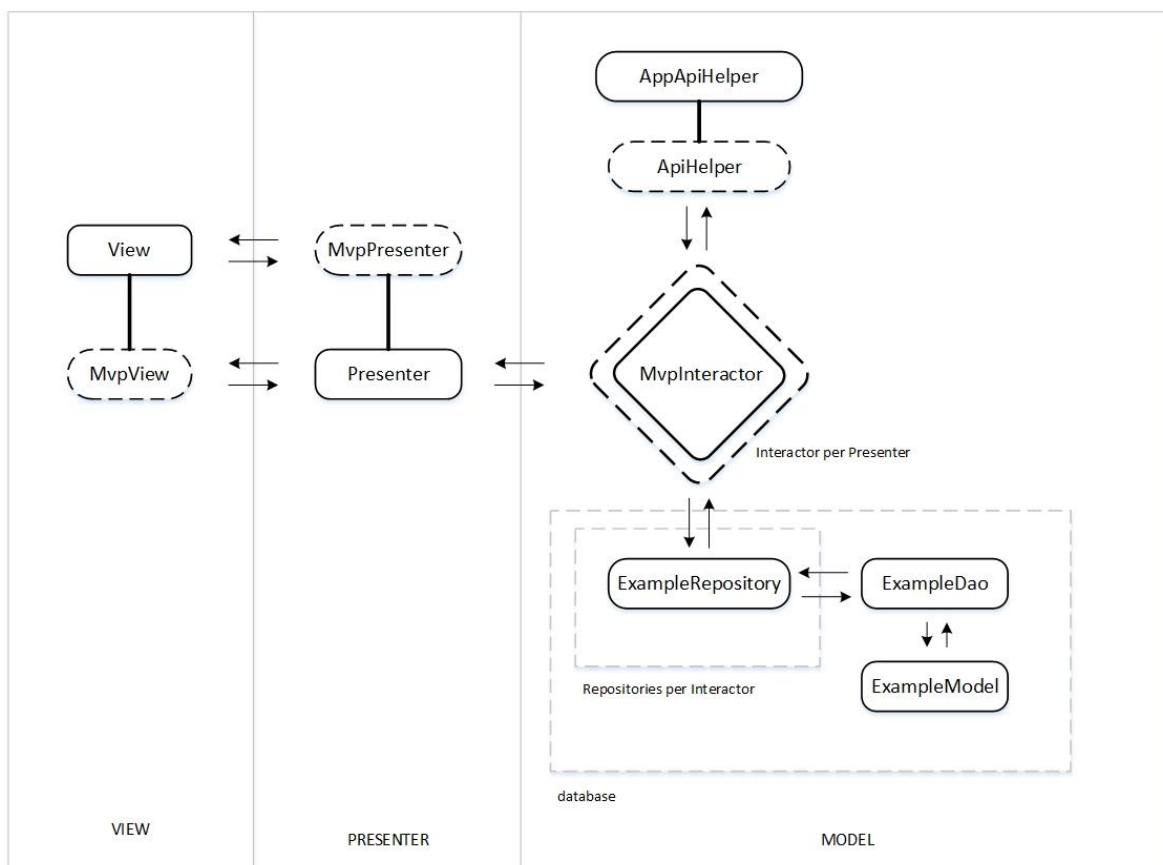 AppApiHelper
ApiHelper
View
MvpPresenter
MvpView
Presenter
MvpInteractor
Interactor per Presenter
ExampleRepository
ExampleDao
ExampleModel
Repositories per Interactor
database
VIEW
PRESENTER
MODEL